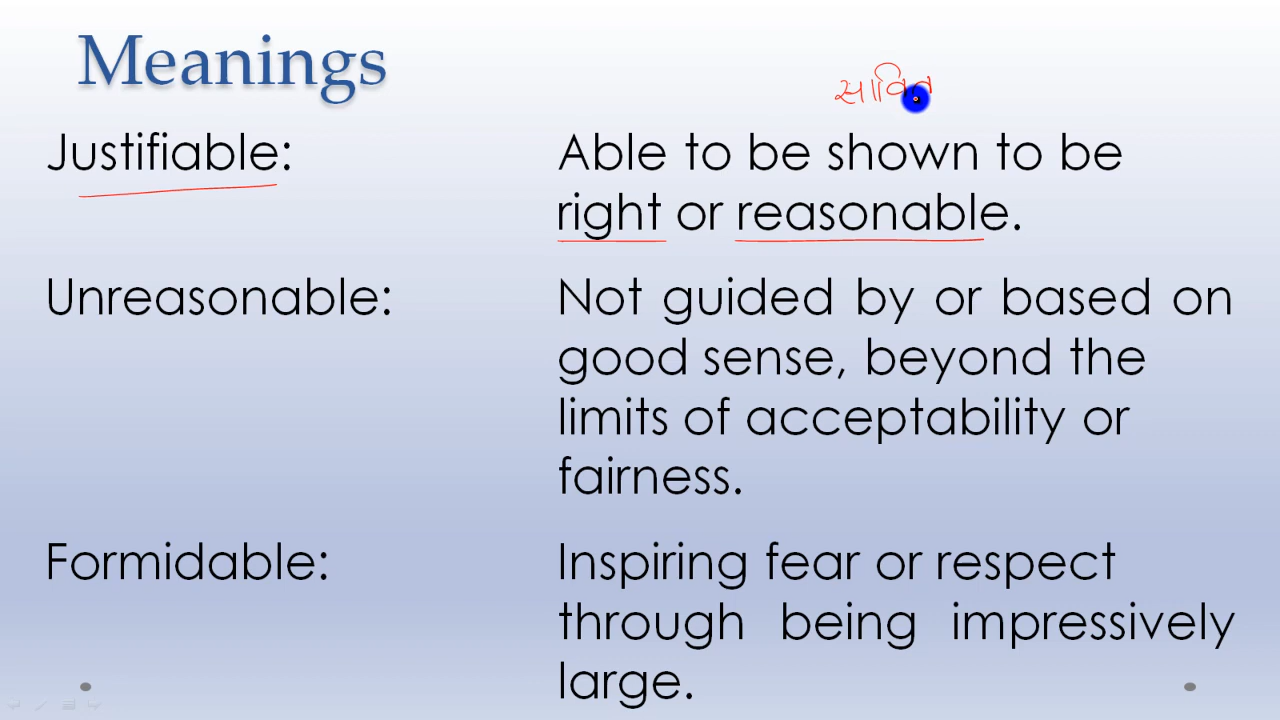 Meanings
સાબિત
Justifiable: Able to be shown to be
right or reasonable.
Unreasonable: Not guided by or based on
good sense, beyond the
limits of acceptability or
fairness.
Formidable: Inspiring fear or respect
through being impressively
large.